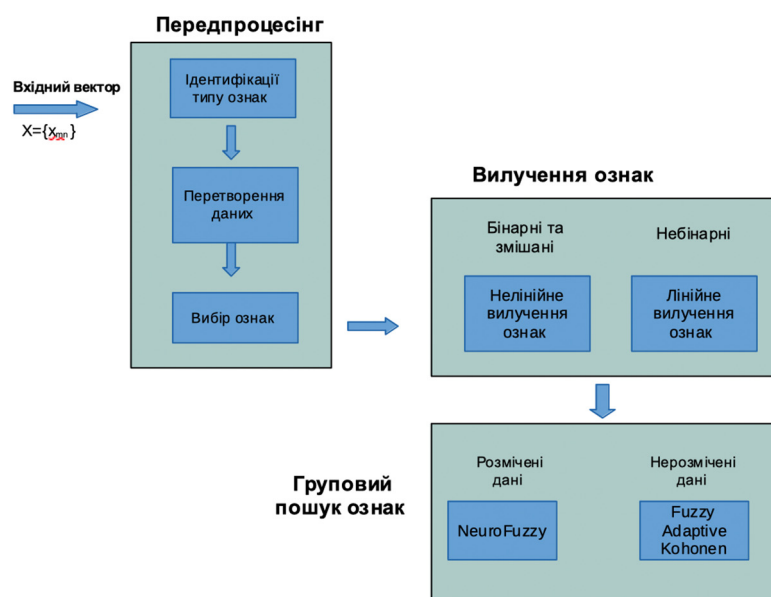 Передпроцесінг
Вхідний вектор
X={xmn}
Ідентифікації
типу ознак
Перетворення
даних
Вибір ознак
Вилучення ознак
Бінарні та
змішані
Небінарні
Нелінійне
вилучення
ознак
Лінійне
вилучення
ознак
Груповий
пошук ознак
Розмічені
дані
Нерозмічені
дані
NeuroFuzzy
Fuzzy
Adaptive
Kohonen